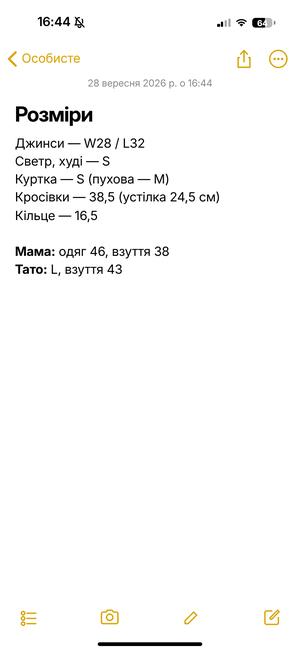 16:44
64
Особисте
28 вересня 2026 р. о 16:44
Розміри
Джинси — W28 / L32
Светр, худі — S
Куртка — S (пухова — M)
Кросівки — 38,5 (устілка 24,5 см)
Кільце — 16,5
Мама: одяг 46, взуття 38
Тато: L, взуття 43